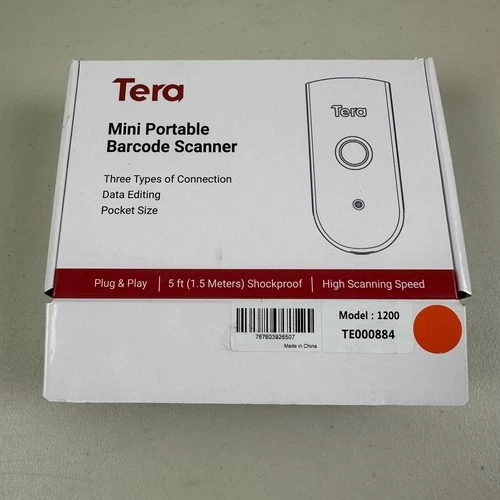 Tera
Mini Portable
Barcode Scanner
Three Types of Connection
Data Editing
Pocket Size
Tera
Plug & Play | 5 ft (1.5 Meters) Shockproof | High Scanning Speed
787603926507
Made in China
Model : 1200
TE000884